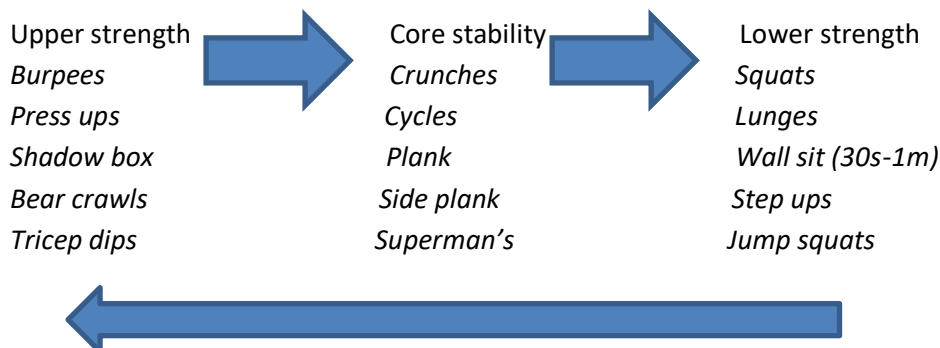 Upper strength
Burpees
Press ups
Shadow box
Bear crawls
Tricep dips
Core stability
Crunches
Cycles
Plank
Side plank
Superman’s
Lower strength
Squats
Lunges
Wall sit (30s-1m)
Step ups
Jump squats